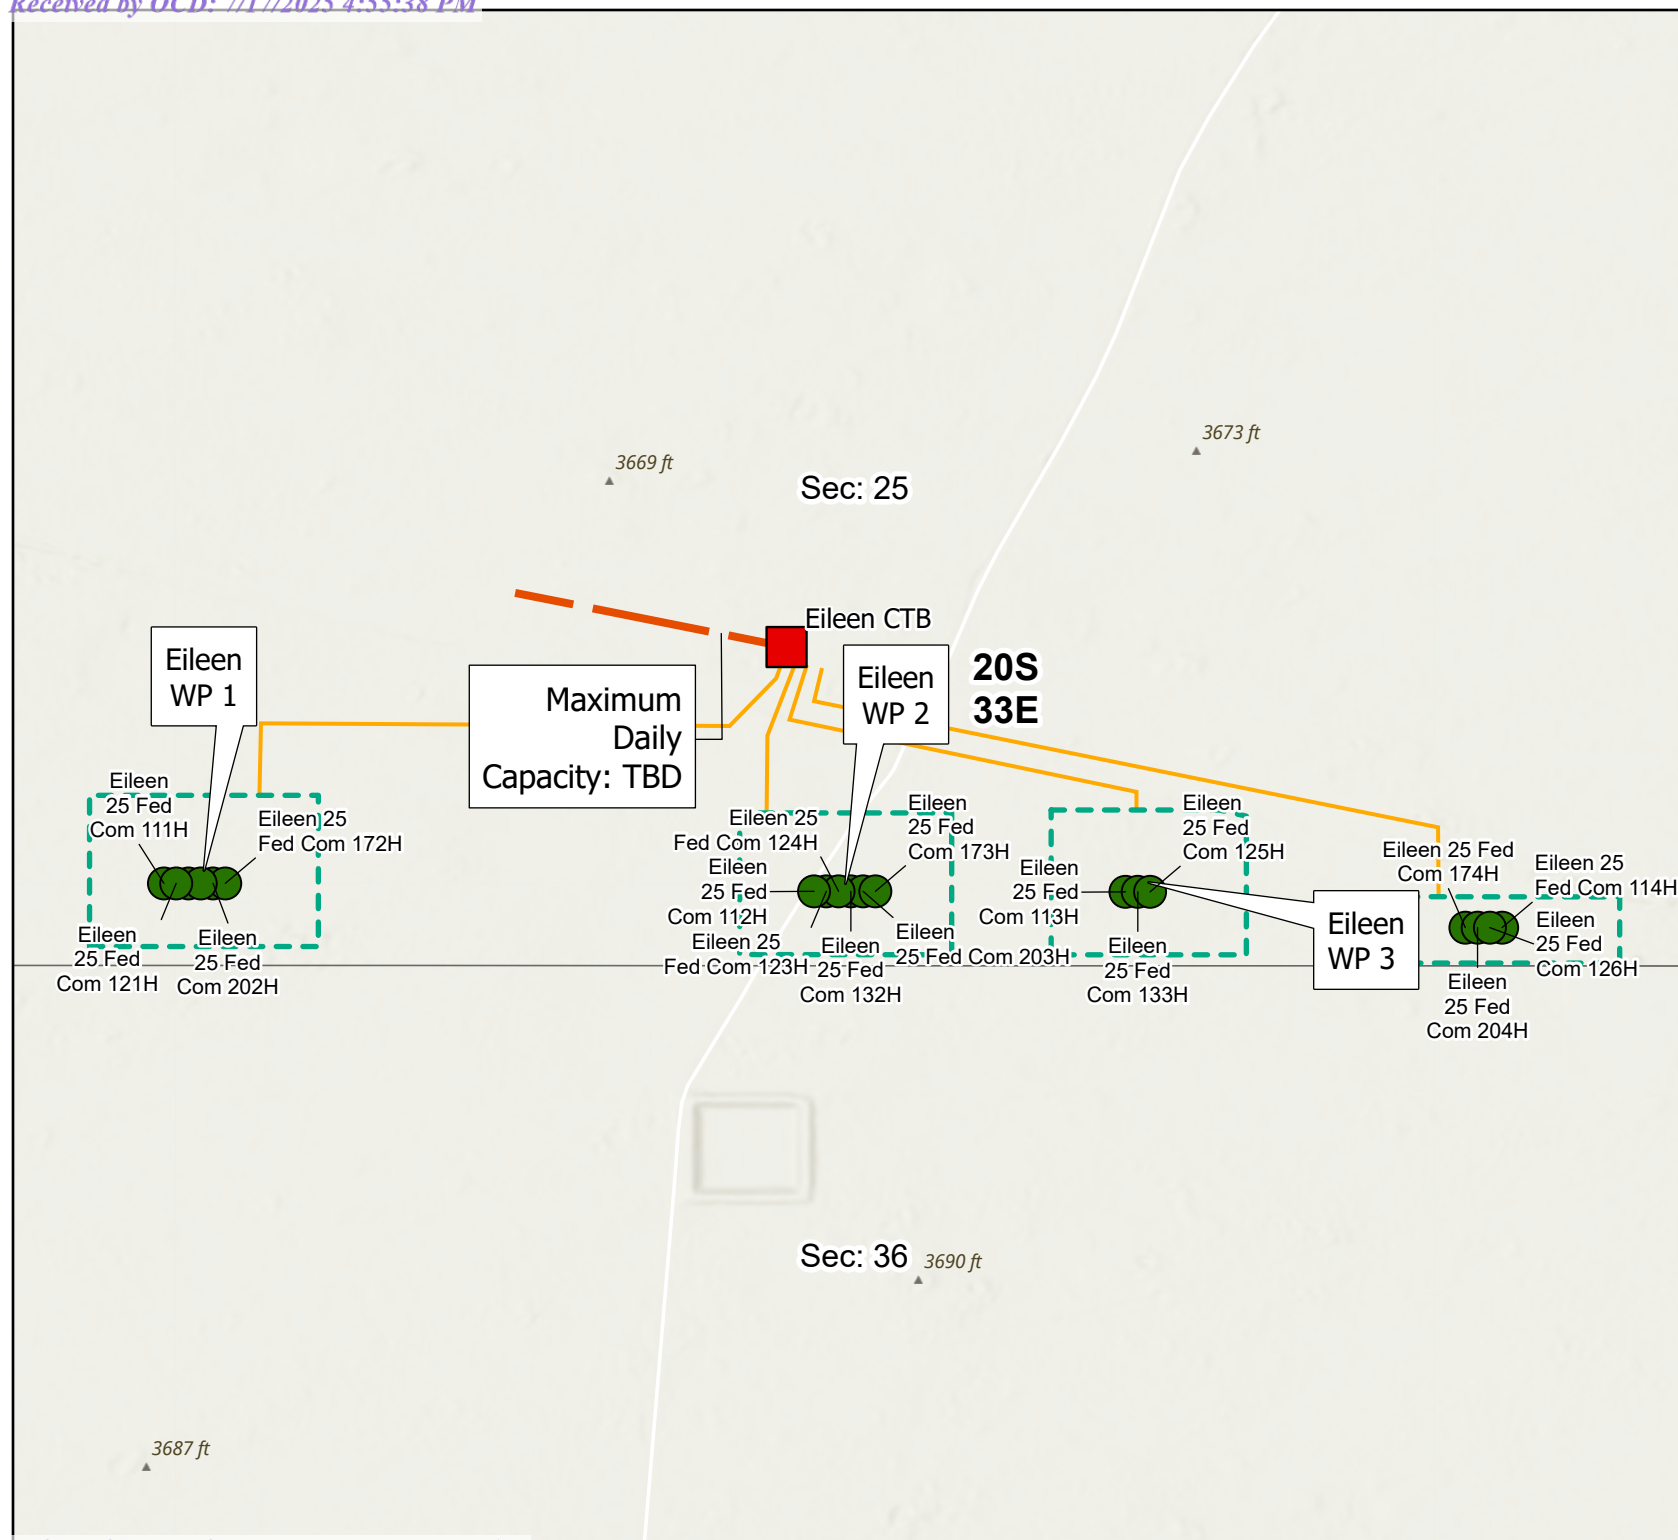 Received by OCD: 7/17/2025 4:55:38 PM
3673 ft
3669 ft
Sec: 25
Eileen CTB
Eileen
WP 1
Maximum
Daily
Capacity: TBD
Eileen
WP 2
20S
33E
Eileen
25 Fed
Com 111H
Eileen 25
Fed Com 172H
Eileen
25 Fed
Com 121H
Eileen
25 Fed
Com 202H
Eileen 25
Fed Com 124H
Eileen
25 Fed
Com 173H
Eileen
25 Fed
Com 112H
Eileen 25
Fed Com 123H
Eileen
25 Fed
Com 132H
Eileen
25 Fed Com 203H
Eileen
25 Fed
Com 125H
Eileen
25 Fed
Com 113H
Eileen
25 Fed
Com 133H
Eileen
WP 3
Eileen 25 Fed
Com 174H
Eileen 25
Fed Com 114H
Eileen
25 Fed
Com 126H
Eileen
25 Fed
Com 204H
Sec: 36
3690 ft
3687 ft